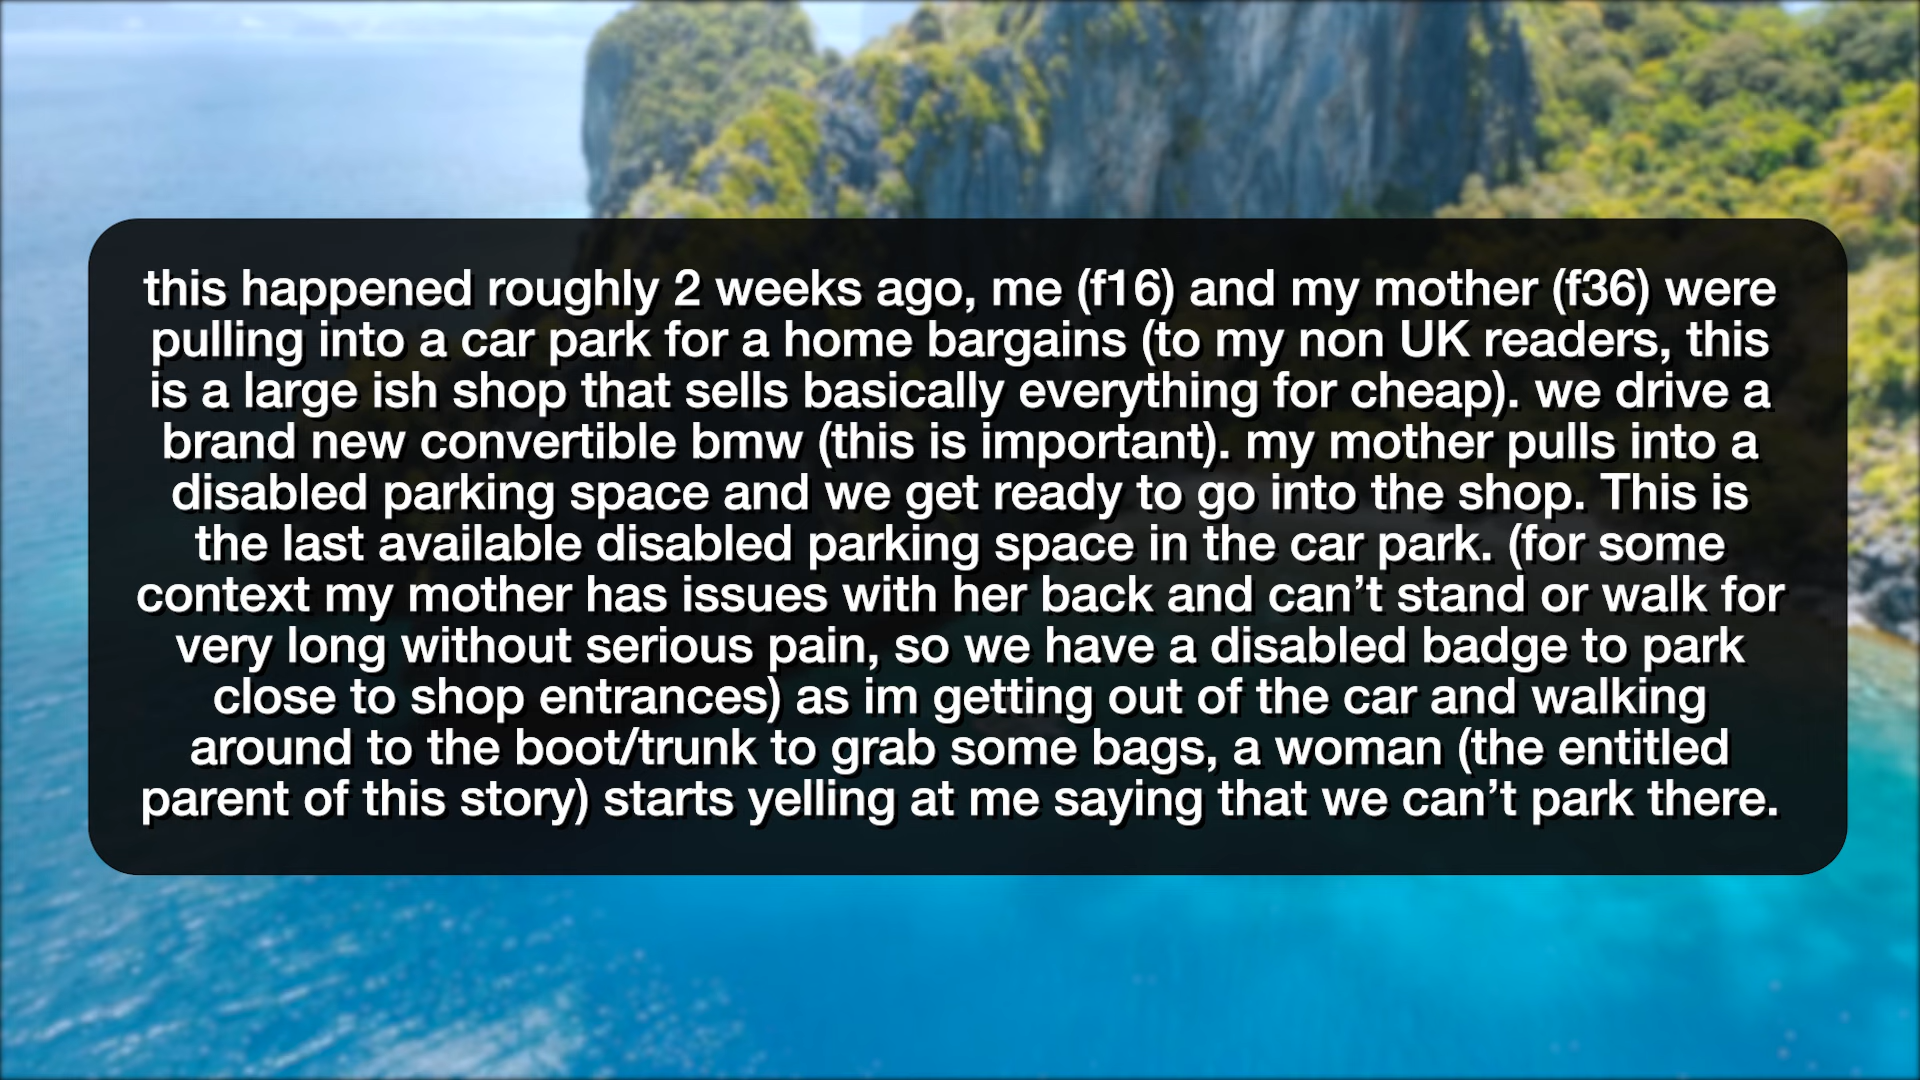 this happened roughly 2 weeks ago, me (f16) and my mother (f36) were
pulling into a car park for a home bargains (to my non UK readers, this
is a large ish shop that sells basically everything for cheap). we drive a
brand new convertible bmw (this is important). my mother pulls into a
disabled parking space and we get ready to go into the shop. This is
the last available disabled parking space in the car park. (for some
context my mother has issues with her back and can’t stand or walk for
very long without serious pain, so we have a disabled badge to park
close to shop entrances) as im getting out of the car and walking
around to the boot/trunk to grab some bags, a woman (the entitled
parent of this story) starts yelling at me saying that we can’t park there.